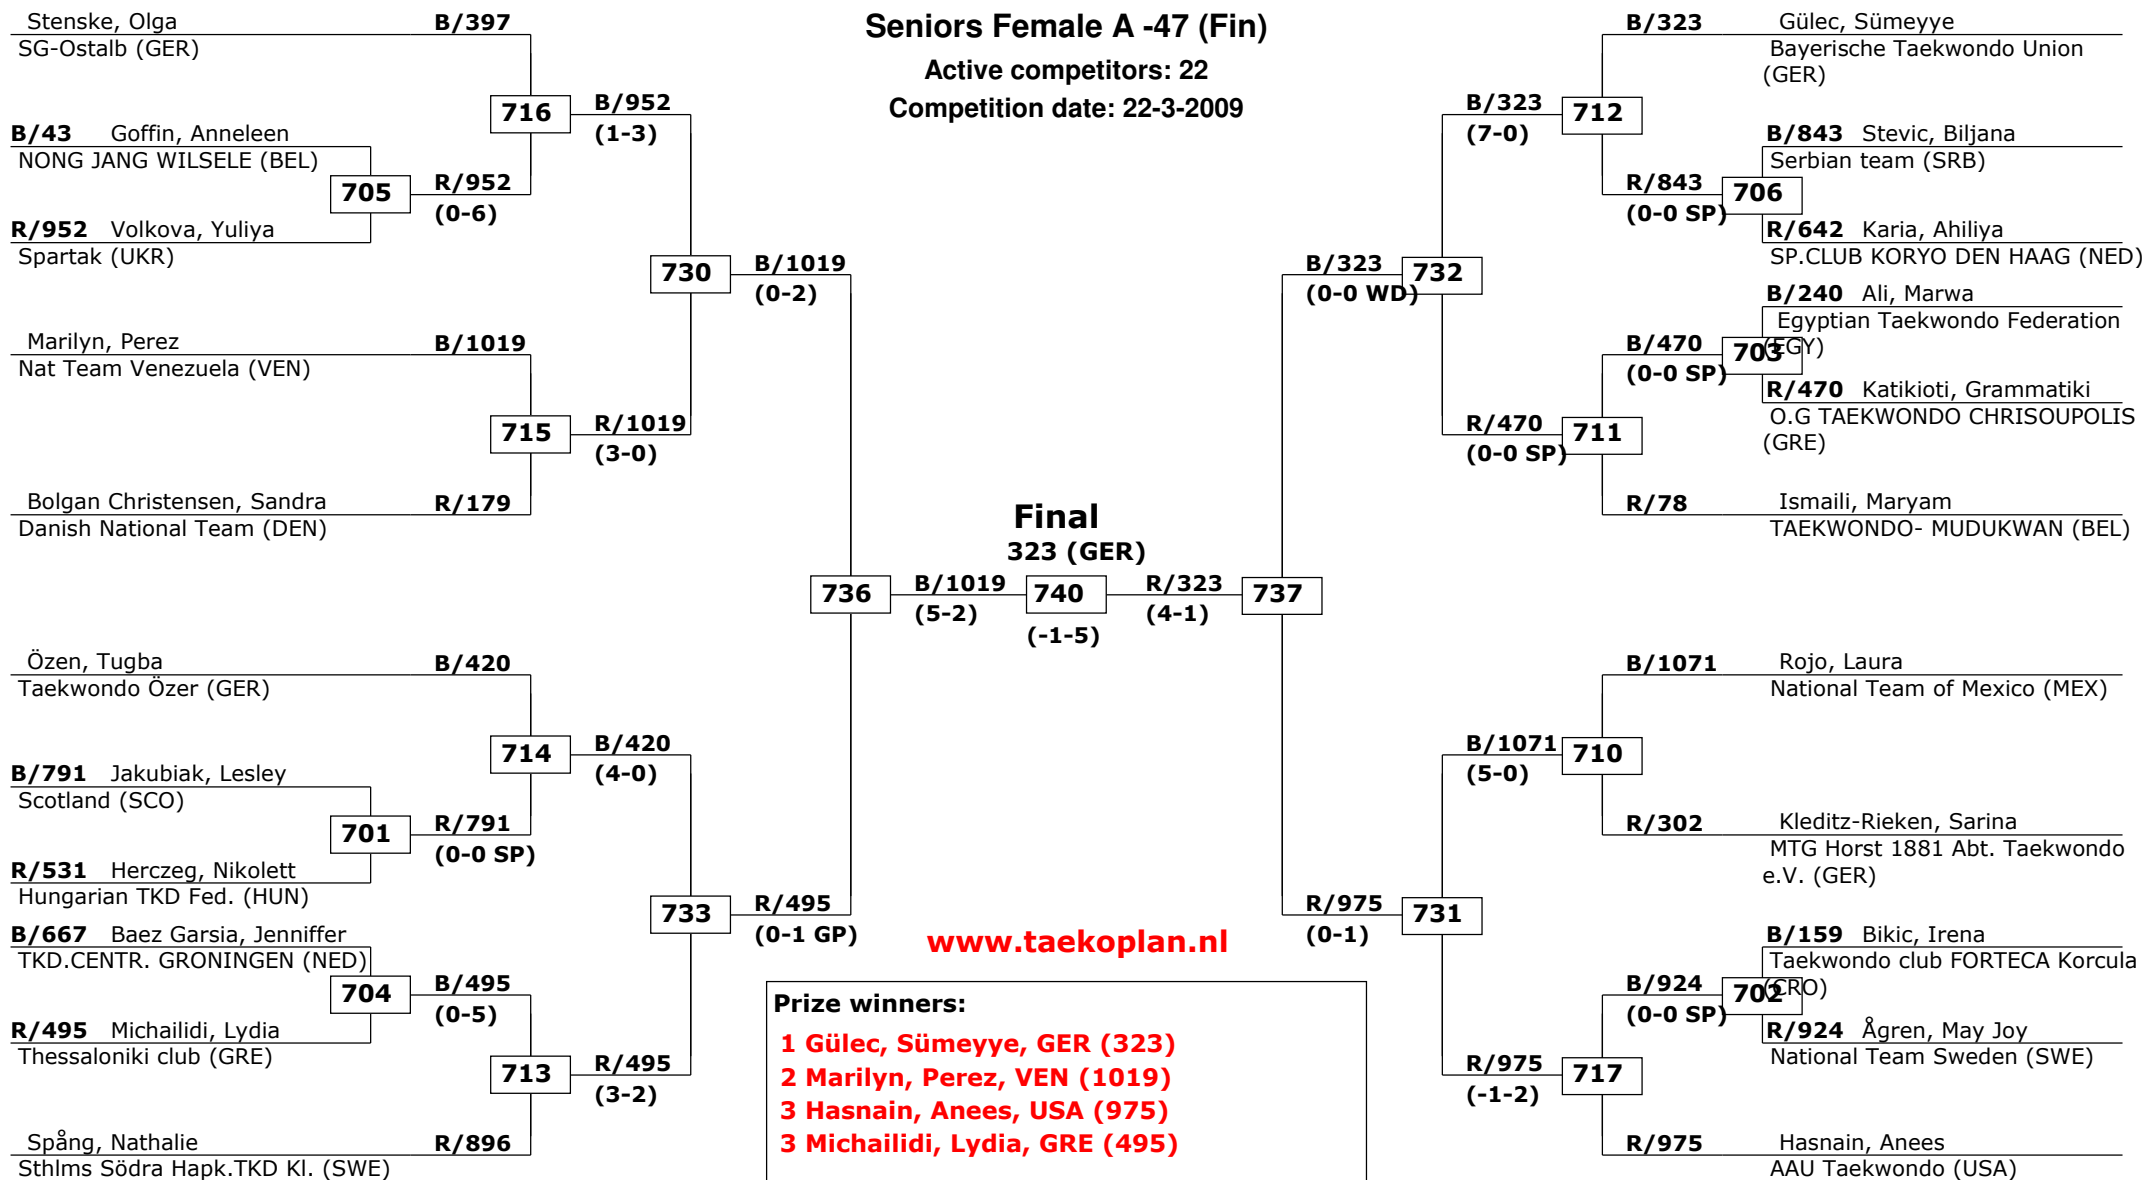 Seniors Female A -47 (Fin)
Active competitors: 22
Competition date: 22-3-2009
Stenske, Olga B/397
SG-Ostalb (GER)
716
B/952
(1-3)
B/43 Goffin, Anneleen
NONG JANG WILSELE (BEL)
705
R/952
(0-6)
R/952 Volkova, Yuliya
Spartak (UKR)
730
B/1019
(0-2)
Marilyn, Perez B/1019
Nat Team Venezuela (VEN)
715
R/1019
(3-0)
Bolgan Christensen, Sandra R/179
Danish National Team (DEN)
736
B/1019
(5-2)
Özen, Tugba B/420
Taekwondo Özer (GER)
714
B/420
(4-0)
B/791 Jakubiak, Lesley
Scotland (SCO)
701
R/791
(0-0 SP)
R/531 Herczeg, Nikolett
Hungarian TKD Fed. (HUN)
733
R/495
(0-1 GP)
B/667 Baez Garsia, Jenniffer
TKD.CENTR. GRONINGEN (NED)
704
B/495
(0-5)
R/495 Michailidi, Lydia
Thessaloniki club (GRE)
713
R/495
(3-2)
Spång, Nathalie R/896
Sthlms Södra Hapk.TKD Kl. (SWE)
Final
323 (GER)
740
(-1-5)
R/323
(4-1)
737
B/323 Gülec, Sümeyye
Bayerische Taekwondo Union
(GER)
B/323
(7-0)
712
B/843 Stevic, Biljana
Serbian team (SRB)
R/843
(0-0 SP)
706
R/642 Karia, Ahiliya
SP.CLUB KORYO DEN HAAG (NED)
B/323
(0-0 WD)
732
B/240 Ali, Marwa
Egyptian Taekwondo Federation
(EGY)
B/470
(0-0 SP)
703
R/470 Katikioti, Grammatiki
O.G TAEKWONDO CHRISOUPOLIS
(GRE)
R/470
(0-0 SP)
711
R/78 Ismaili, Maryam
TAEKWONDO- MUDUKWAN (BEL)
B/1071 Rojo, Laura
National Team of Mexico (MEX)
B/1071
(5-0)
710
R/302 Kleditz-Rieken, Sarina
MTG Horst 1881 Abt. Taekwondo
e.V. (GER)
R/975
(0-1)
731
B/159 Bikic, Irena
Taekwondo club FORTECA Korcula
(CRO)
B/924
(0-0 SP)
702
R/924 Ågren, May Joy
National Team Sweden (SWE)
R/975
(-1-2)
717
R/975 Hasnain, Anees
AAU Taekwondo (USA)
www.taekoplan.nl
Prize winners:
1 Gülec, Sümeyye, GER (323)
2 Marilyn, Perez, VEN (1019)
3 Hasnain, Anees, USA (975)
3 Michailidi, Lydia, GRE (495)